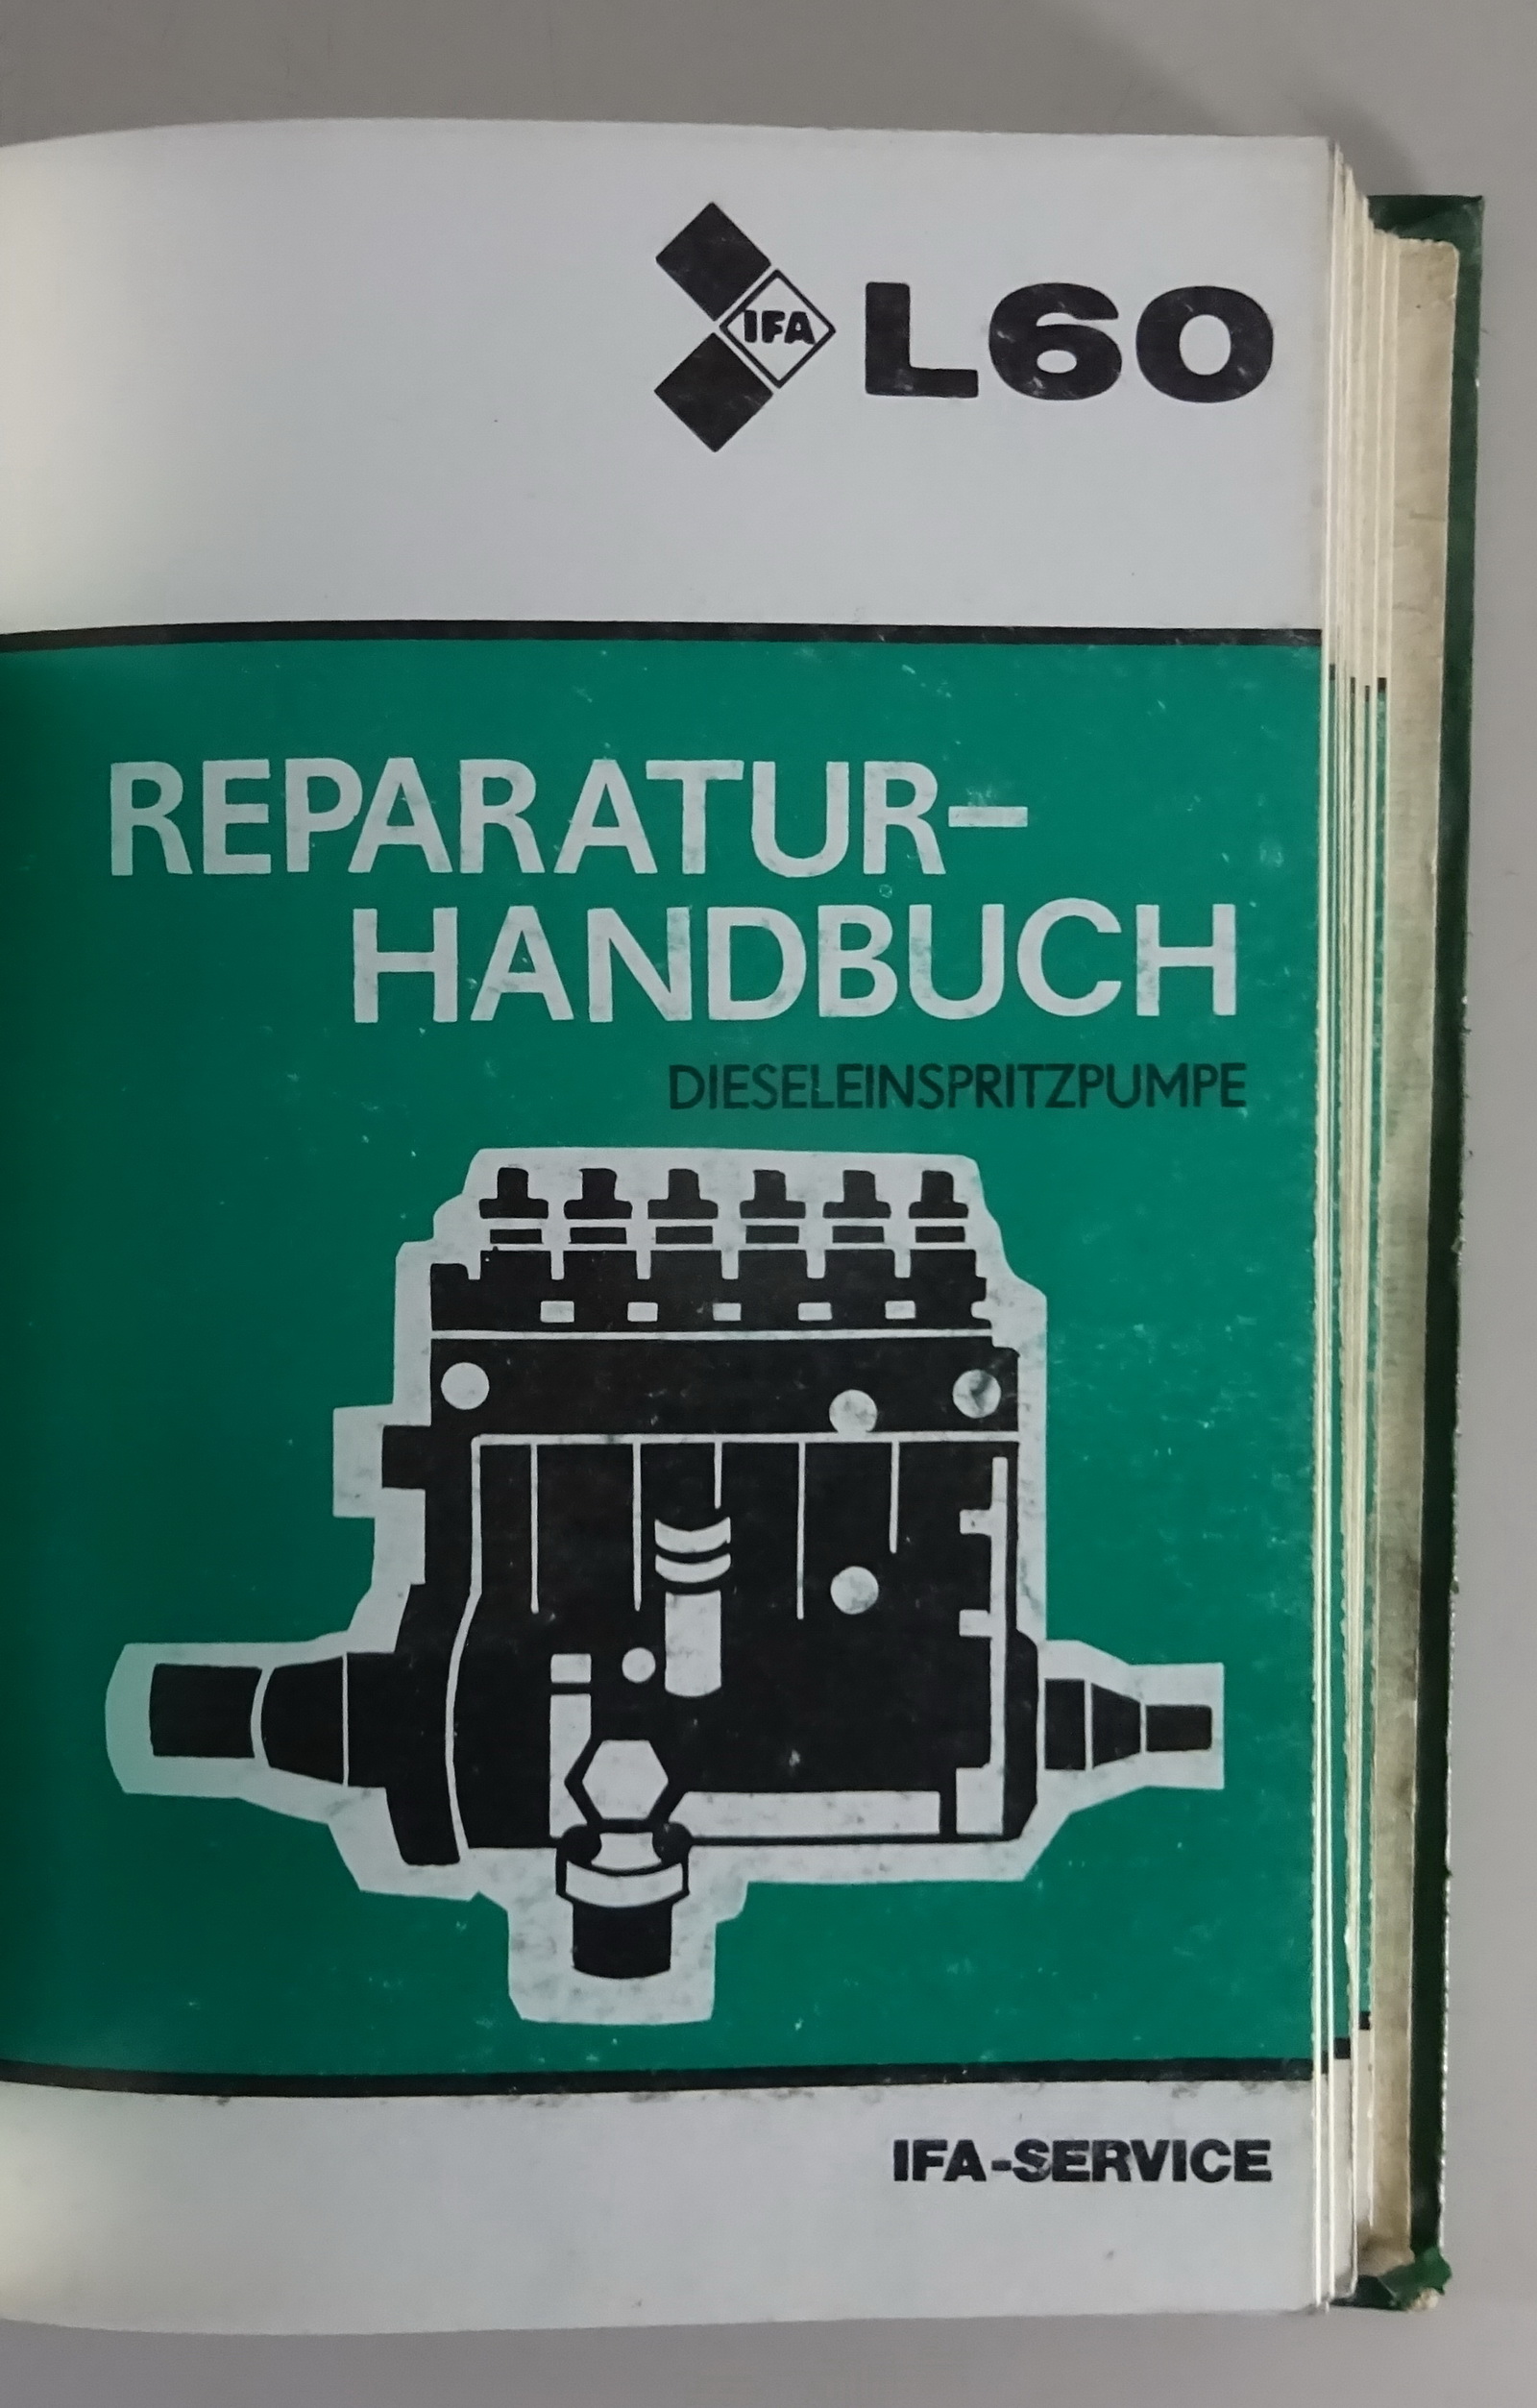 IFA L60
REPARATUR-
HANDBUCH
DIESELEINSPRITZPUMPE
IFA-SERVICE